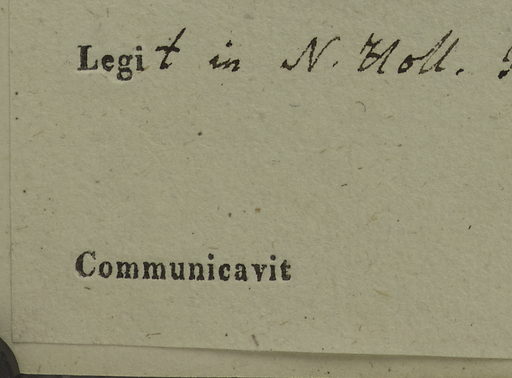 Legit in N. Holl.
Communicavit